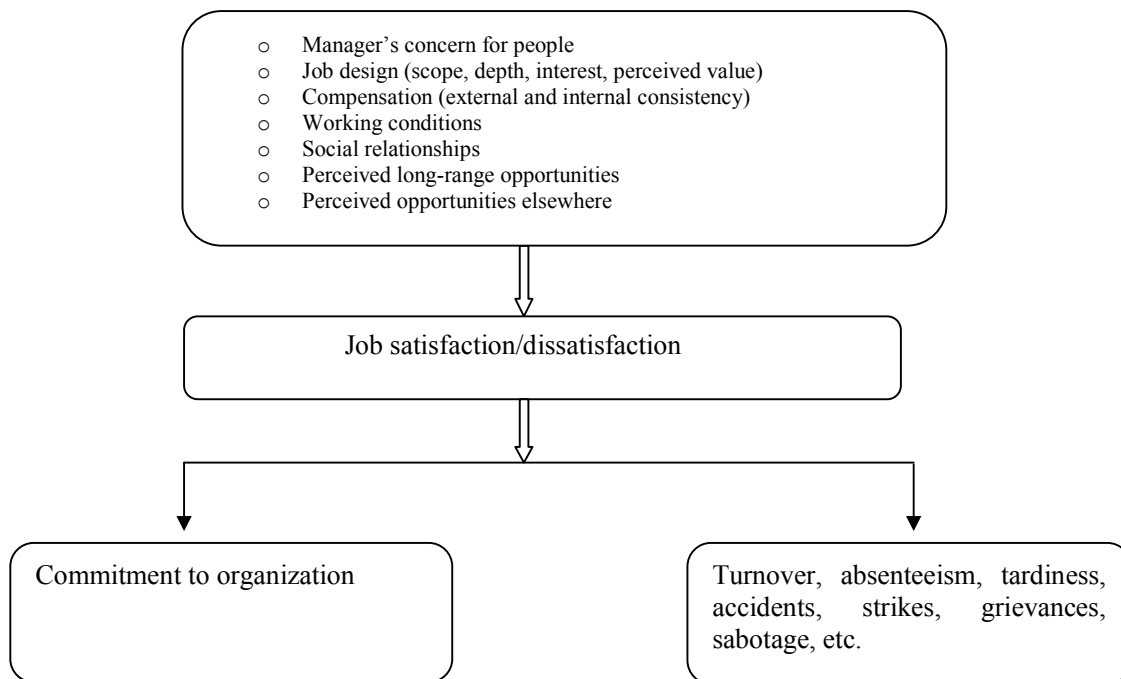 o Manager’s concern for people
o Job design (scope, depth, interest, perceived value)
o Compensation (external and internal consistency)
o Working conditions
o Social relationships
o Perceived long-range opportunities
o Perceived opportunities elsewhere
Job satisfaction/dissatisfaction
Commitment to organization
Turnover, absenteeism, tardiness,
accidents, strikes, grievances,
sabotage, etc.